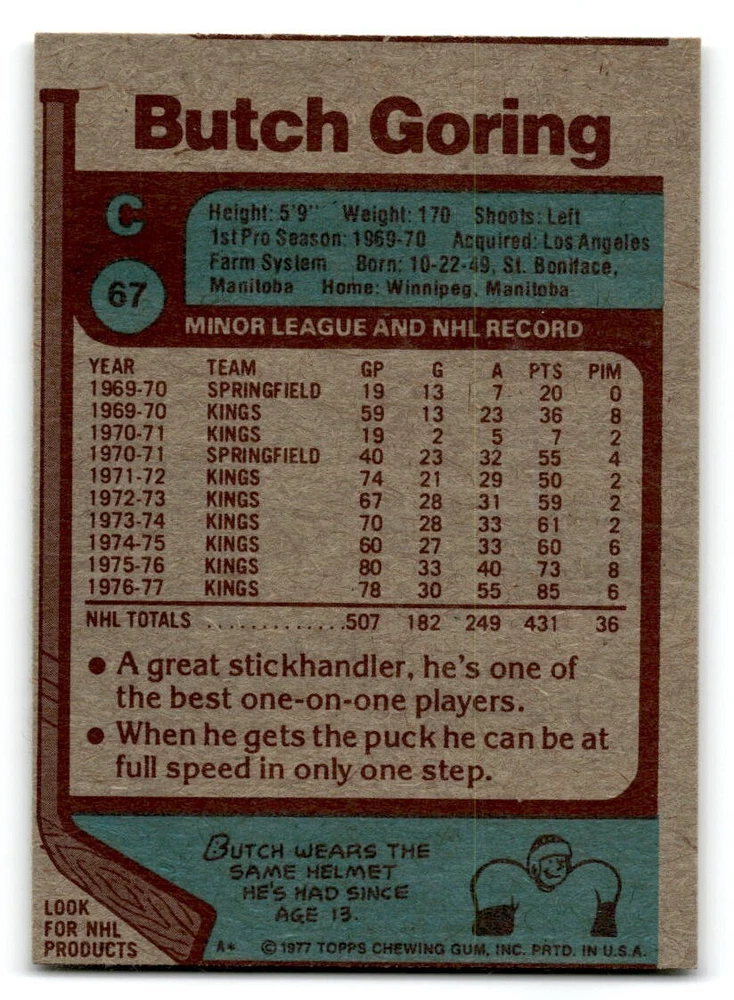 Butch Goring
C
67
Height: 5'9" Weight: 170 Shoots: Left
1st Pro Season: 1969-70 Acquired: Los Angeles
Farm System Born: 10-22-49, St. Boniface,
Manitoba Home: Winnipeg, Manitoba
MINOR LEAGUE AND NHL RECORD
YEAR TEAM GP G A PTS PIM
1969-70 SPRINGFIELD 19 13 7 20 0
1969-70 KINGS 59 13 23 36 8
1970-71 KINGS 19 2 5 7 2
1970-71 SPRINGFIELD 40 23 32 55 4
1971-72 KINGS 74 21 29 50 2
1972-73 KINGS 67 28 31 59 2
1973-74 KINGS 70 28 33 61 2
1974-75 KINGS 60 27 33 60 6
1975-76 KINGS 80 33 40 73 8
1976-77 KINGS 78 30 55 85 6
NHL TOTALS .............507 182 249 431 36
● A great stickhandler, he's one of
the best one-on-one players.
● When he gets the puck he can be at
full speed in only one step.
BUTCH WEARS THE
SAME HELMET
HE'S HAD SINCE
AGE 13.
LOOK
FOR NHL
PRODUCTS
A* ©1977 TOPPS CHEWING GUM, INC. PRTD. IN U.S.A.